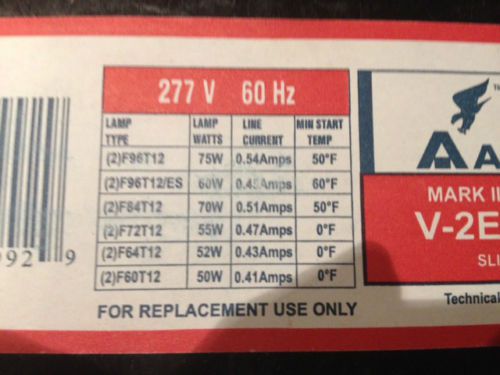 277 V 60 Hz
LAMP TYPE LAMP WATTS LINE CURRENT MIN START TEMP
(2)F96T12 75W 0.54Amps 50°F
(2)F96T12/ES 60W 0.45Amps 60°F
(2)F84T12 70W 0.51Amps 50°F
(2)F72T12 55W 0.47Amps 0°F
(2)F64T12 52W 0.43Amps 0°F
(2)F60T12 50W 0.41Amps 0°F
FOR REPLACEMENT USE ONLY
992 9
AA
MARK II
V-2E
SLI
Technical